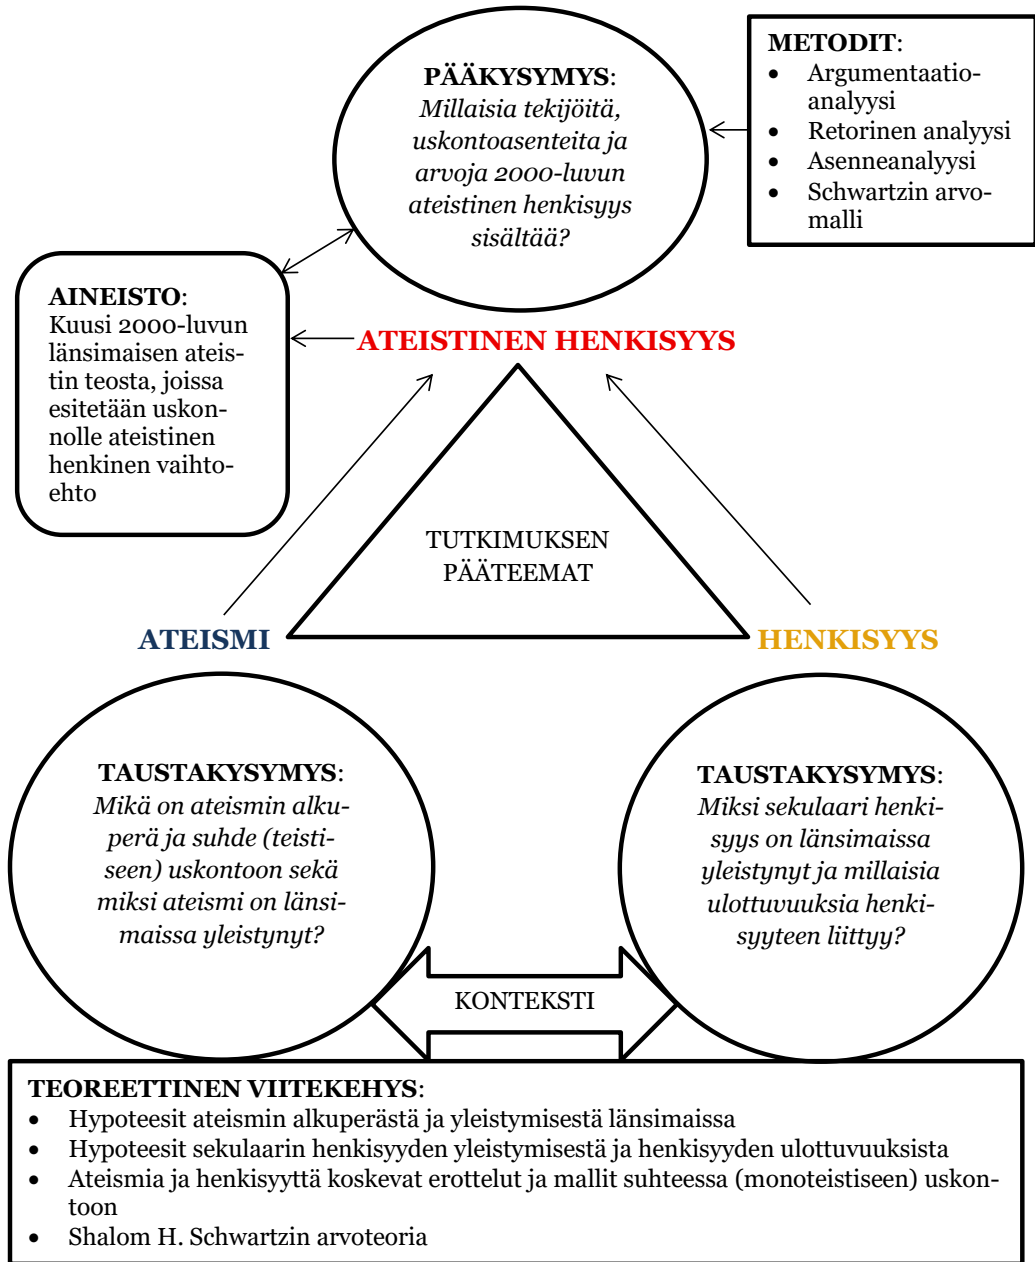 PÄÄKYSYMYS:
Millaisia tekijöitä,
uskontoasenteita ja
arvoja 2000-luvun
ateistinen henkisyys
sisältää?
METODIT:
• Argumentaatio-
analyysi
• Retorinen analyysi
• Asenneanalyysi
• Schwartzin arvo-
malli
AINEISTO:
Kuusi 2000-luvun
länsimaisen ateis-
tin teosta, joissa
esitetään uskon-
nolle ateistinen
henkinen vaihto-
ehto
ATEISTINEN HENKISYYS
TUTKIMUKSEN
PÄÄTEEMAT
ATEISMI
HENKISYYS
TAUSTAKYSYMYS:
Mikä on ateismin alku-
perä ja suhde (teisti-
seen) uskontoon sekä
miksi ateismi on länsi-
maissa yleistynyt?
TAUSTAKYSYMYS:
Miksi sekulaari henki-
syys on länsimaissa
yleistynyt ja millaisia
ulottuvuuksia henki-
syyteen liittyy?
KONTEKSTI
TEOREETTINEN VIITEKEHYS:
• Hypoteesit ateismin alkuperästä ja yleistymisestä länsimaissa
• Hypoteesit sekulaarin henkisyyden yleistymisestä ja henkisyyden ulottuvuuksista
• Ateismia ja henkisyyttä koskevat erottelut ja mallit suhteessa (monoteistiseen) uskon-
toon
• Shalom H. Schwartzin arvoteoria